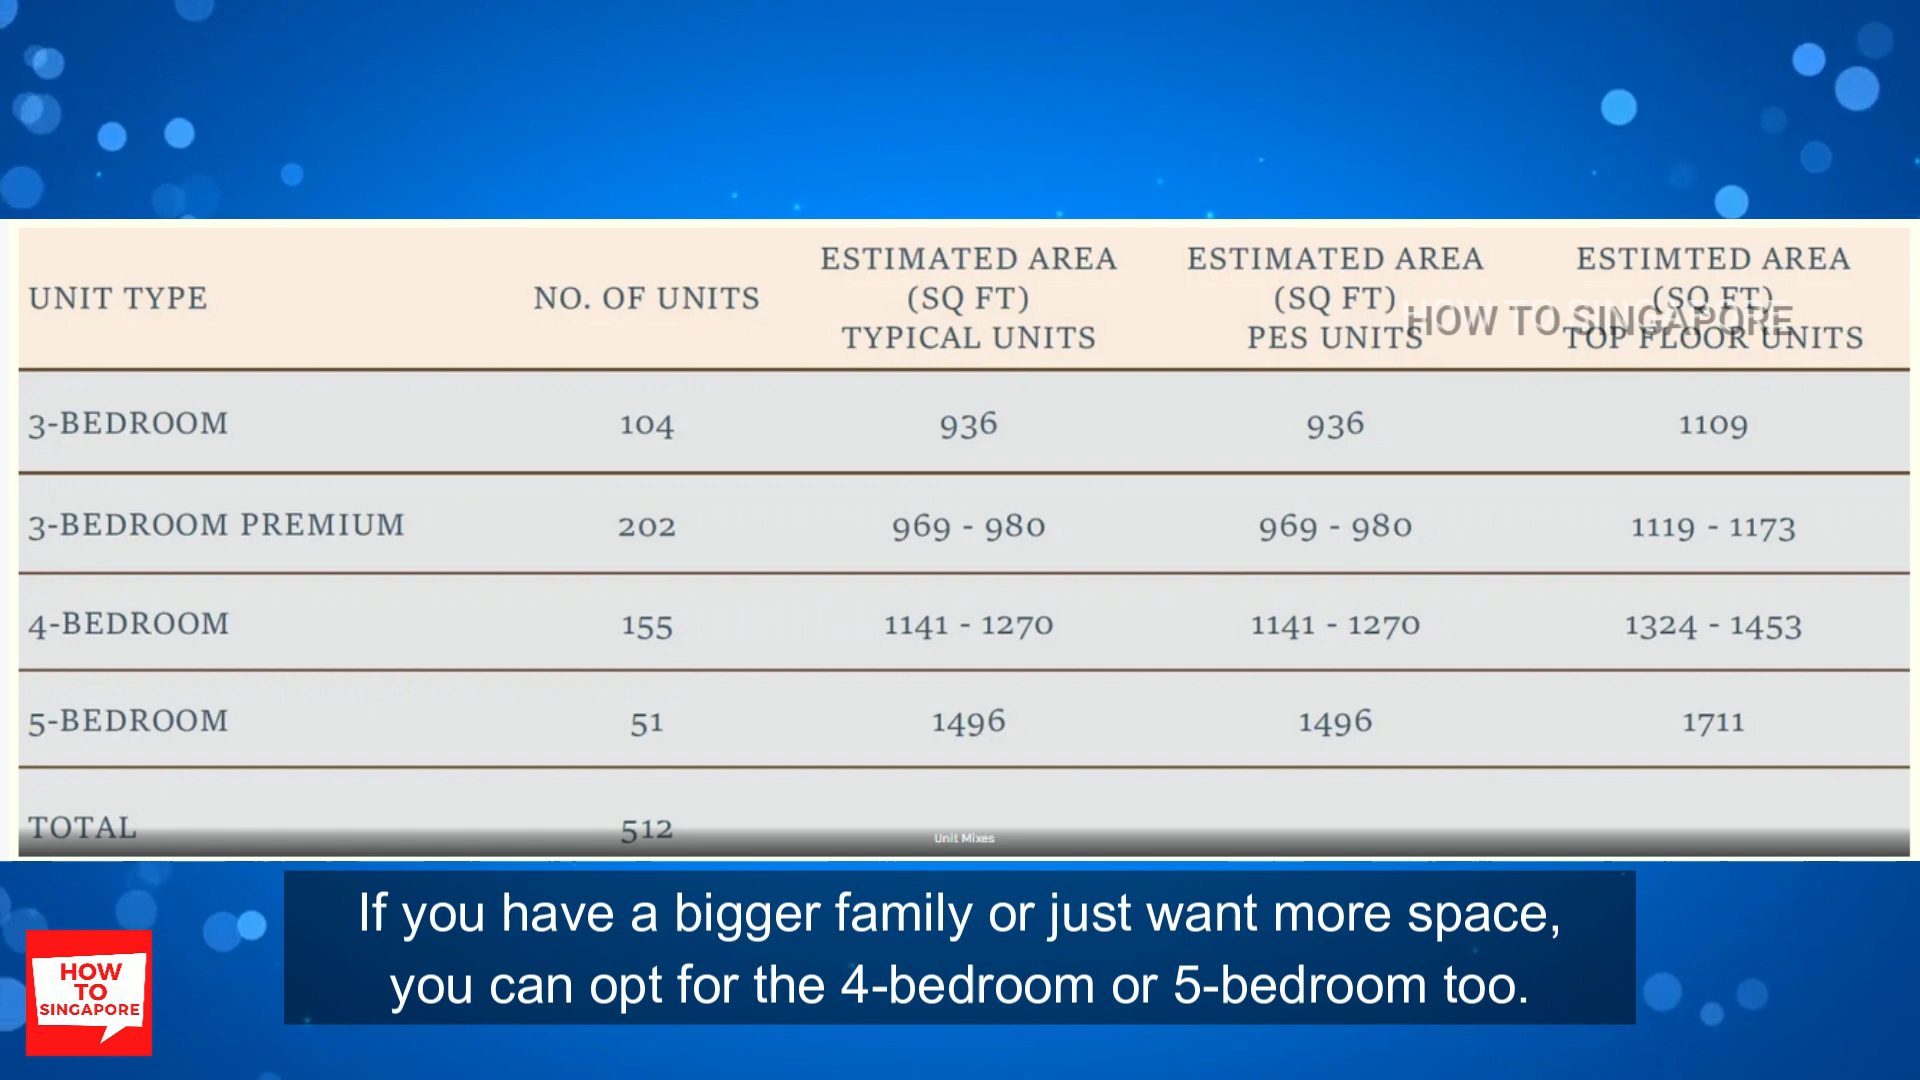 UNIT TYPE
NO. OF UNITS
ESTIMATED AREA
(SQ FT)
TYPICAL UNITS
ESTIMATED AREA
(SQ FT)
PES UNITS
ESTIMTED AREA
(SQ FT)
TOP FLOOR UNITS
HOW TO SINGAPORE
3-BEDROOM 104 936 936 1109
3-BEDROOM PREMIUM 202 969 - 980 969 - 980 1119 - 1173
4-BEDROOM 155 1141 - 1270 1141 - 1270 1324 - 1453
5-BEDROOM 51 1496 1496 1711
TOTAL 512
Unit Mixes
If you have a bigger family or just want more space,
you can opt for the 4-bedroom or 5-bedroom too.
HOW
TO
SINGAPORE